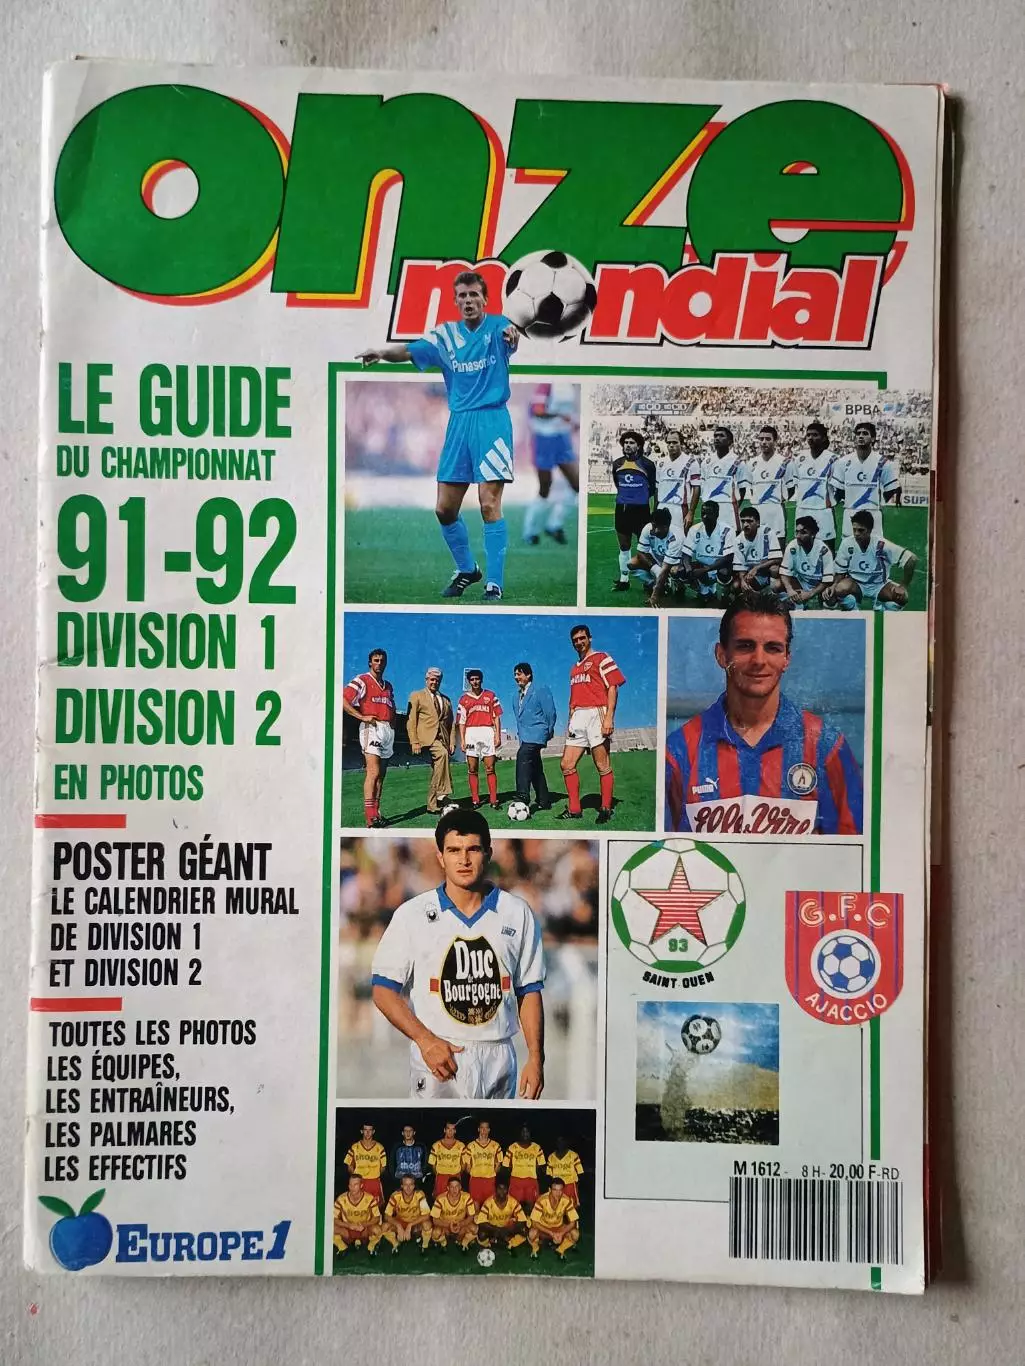 onze
mondial
LE GUIDE
DU CHAMPIONNAT
91-92
DIVISION 1
DIVISION 2
EN PHOTOS
POSTER GÉANT
LE CALENDRIER MURAL
DE DIVISION 1
ET DIVISION 2
TOUTES LES PHOTOS
LES ÉQUIPES,
LES ENTRAÎNEURS,
LES PALMARES
LES EFFECTIFS
EUROPE 1
Panasonic
BPBA
PUMA
Duc
de
Bourgogne
93
SAINT OUEN
G.F.C
AJACCIO
M 1612 - 8 H- 20,00 F-RD